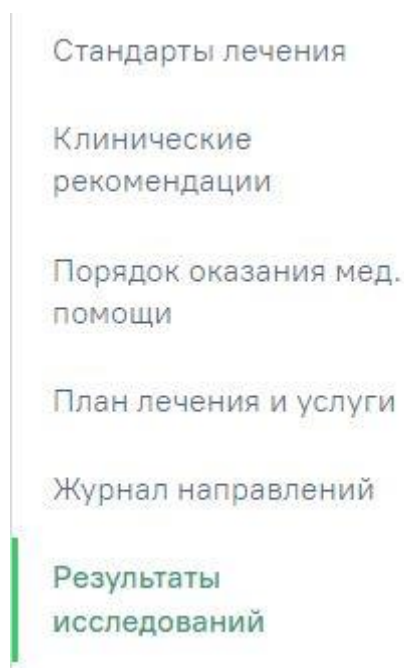 Стандарты лечения
Клинические
рекомендации
Порядок оказания мед.
помощи
План лечения и услуги
Журнал направлений
Результаты
исследований